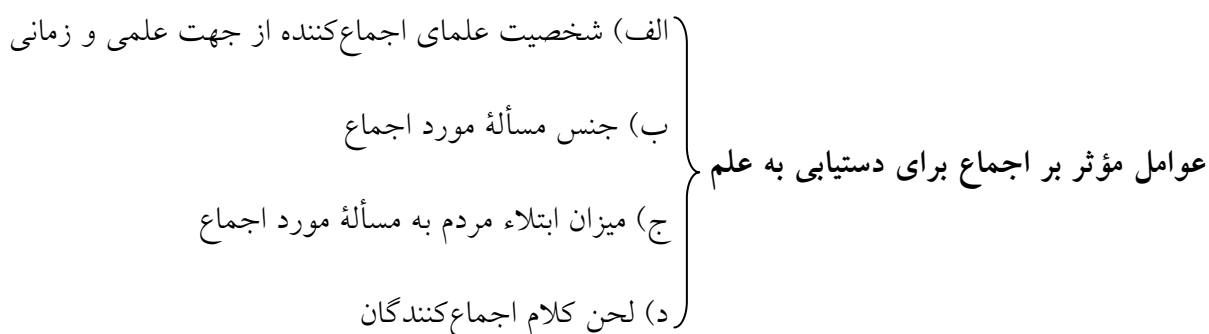 عوامل مؤثر بر اجماع برای دستیابی به علم
الف) شخصیت علمای اجماع‌کننده از جهت علمی و زمانی
ب) جنس مسألهٔ مورد اجماع
ج) میزان ابتلاء مردم به مسألهٔ مورد اجماع
د) لحن کلام اجماع‌کنندگان